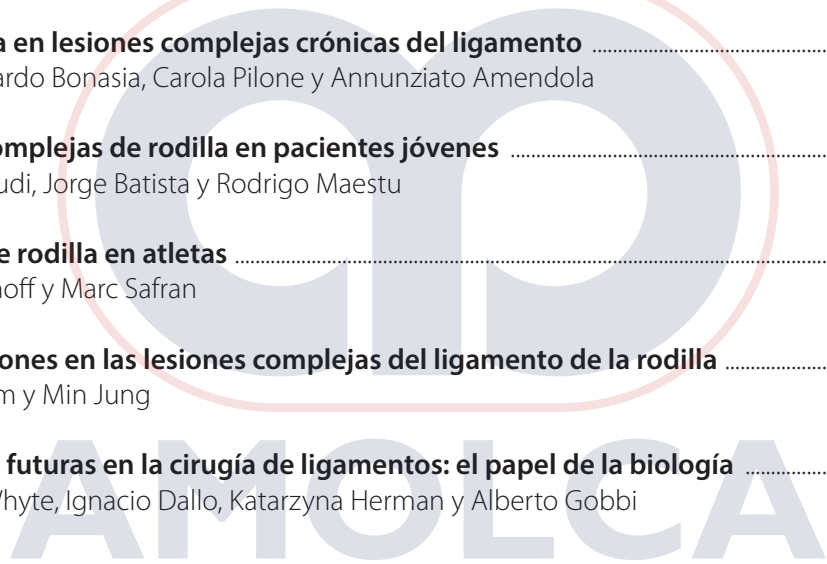 a en lesiones complejas crónicas del ligamento
ardo Bonasia, Carola Pilone y Annunziato Amendola
omplejas de rodilla en pacientes jóvenes
udi, Jorge Batista y Rodrigo Maestu
e rodilla en atletas
noff y Marc Safran
ones en las lesiones complejas del ligamento de la rodilla
m y Min Jung
futuras en la cirugía de ligamentos: el papel de la biología
Whyte, Ignacio Dallo, Katarzyna Herman y Alberto Gobbi
AMOLCA